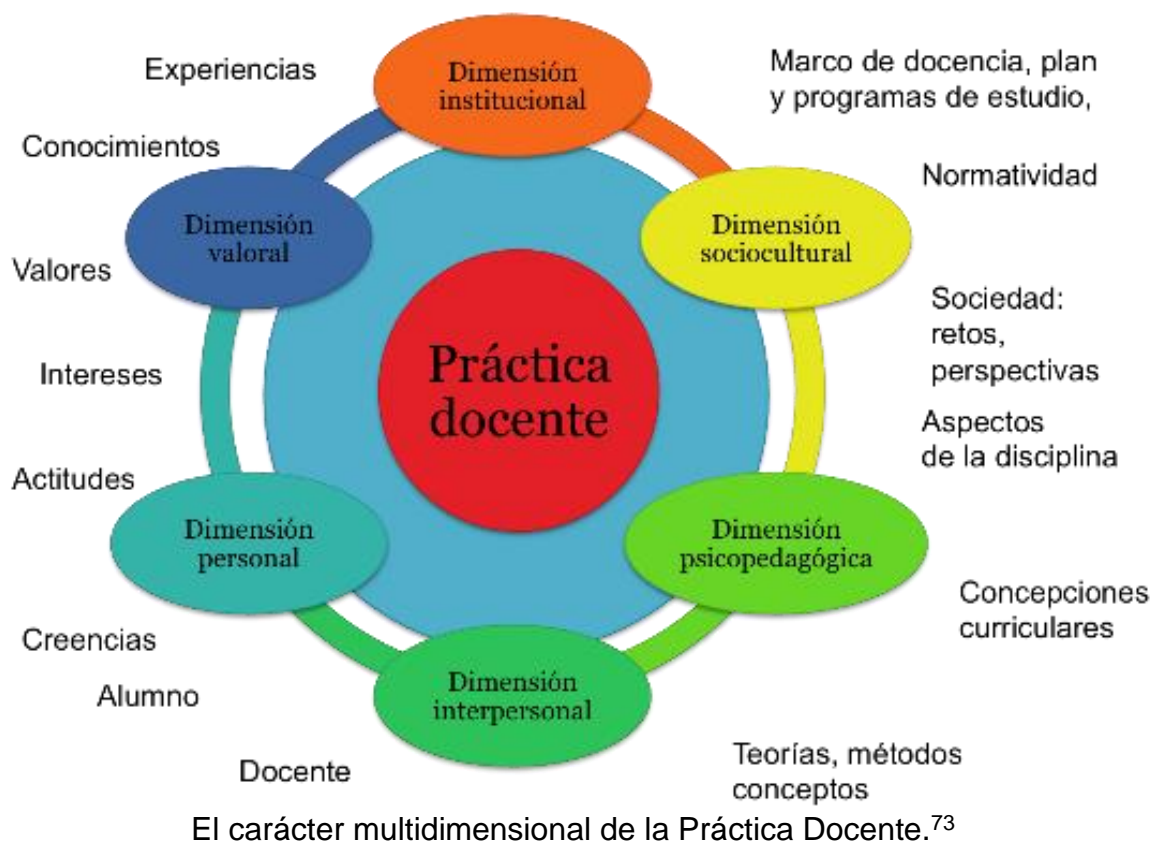 Experiencias
Dimensión
institucional
Marco de docencia, plan
y programas de estudio,
Conocimientos
Normatividad
Dimensión
valoral
Dimensión
sociocultural
Valores
Sociedad:
retos,
perspectivas
Intereses
Práctica
docente
Aspectos
de la disciplina
Actitudes
Dimensión
personal
Dimensión
psicopedagógica
Concepciones
curriculares
Creencias
Alumno
Dimensión
interpersonal
Docente
Teorías, métodos
conceptos
El carácter multidimensional de la Práctica Docente.73